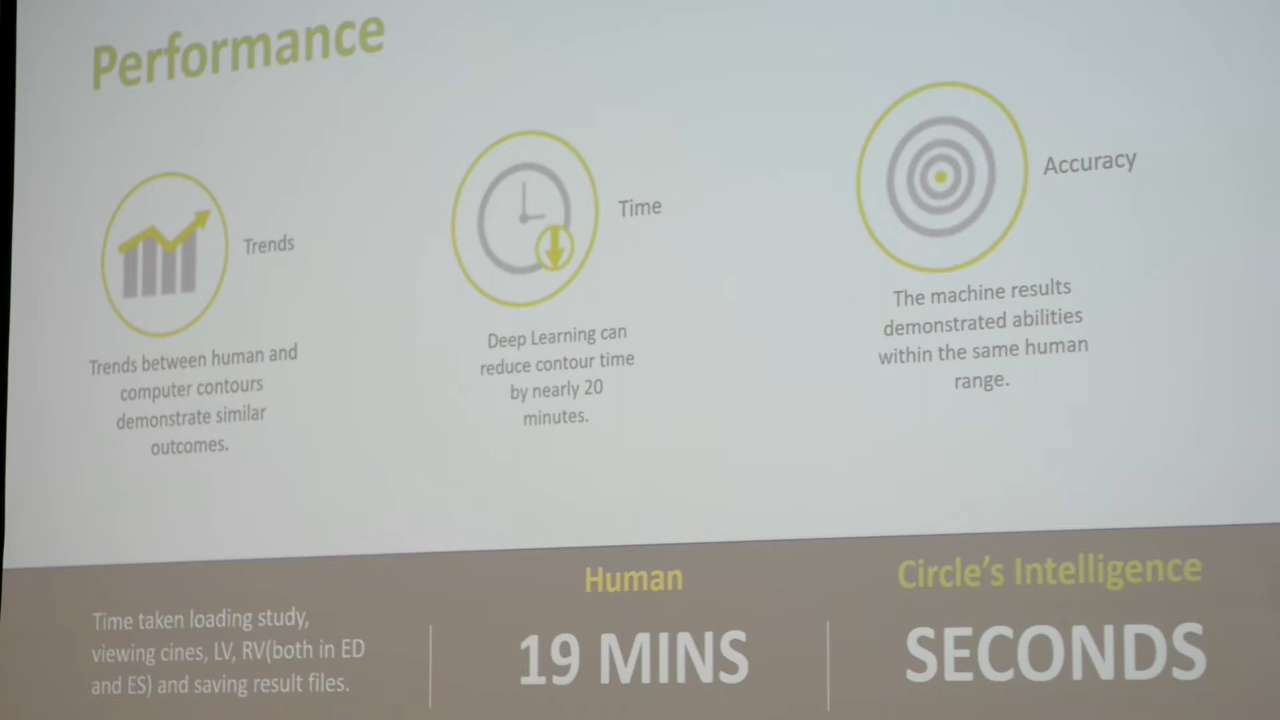 Performance
Trends
Trends between human and
computer contours
demonstrate similar
outcomes.
Time
Deep Learning can
reduce contour time
by nearly 20
minutes.
Accuracy
The machine results
demonstrated abilities
within the same human
range.
Time taken loading study,
viewing cines, LV, RV(both in ED
and ES) and saving result files.
Human
19 MINS
Circle's Intelligence
SECONDS